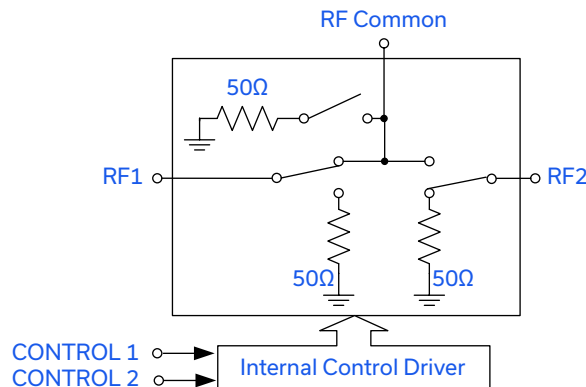 RF Common
50Ω
RF1
RF2
50Ω
50Ω
CONTROL 1
CONTROL 2
Internal Control Driver